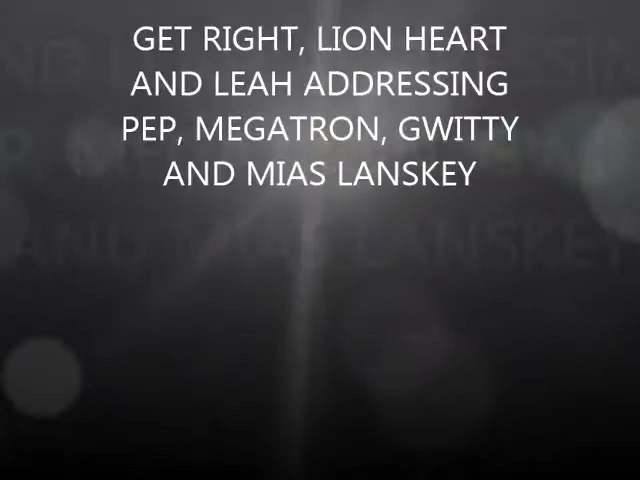 GET RIGHT, LION HEART
AND LEAH ADDRESSING
PEP, MEGATRON, GWITTY
AND MIAS LANSKEY